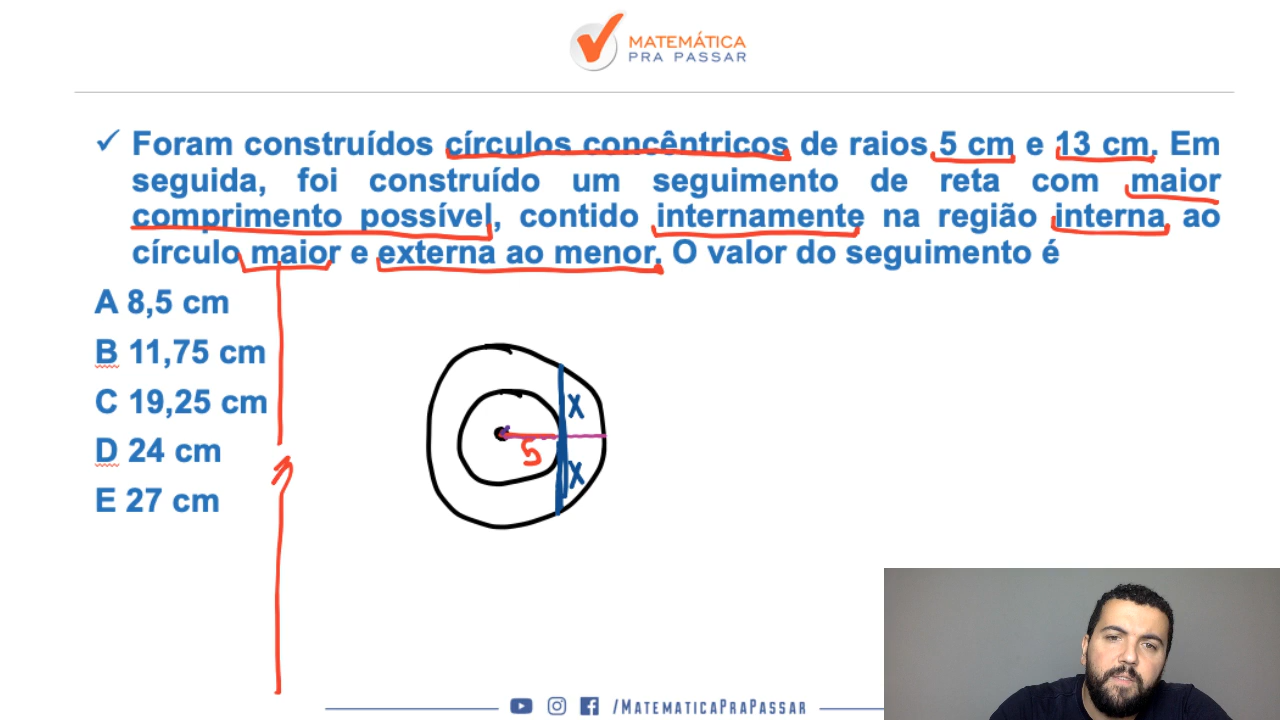 MATEMÁTICA
PRA PASSAR
✓ Foram construídos círculos concêntricos de raios 5 cm e 13 cm. Em
seguida, foi construído um seguimento de reta com maior
comprimento possível, contido internamente na região interna ao
círculo maior e externa ao menor. O valor do seguimento é
A 8,5 cm
B 11,75 cm
C 19,25 cm
D 24 cm
E 27 cm
X
5
X
/MATEMATICAPRAPASSAR